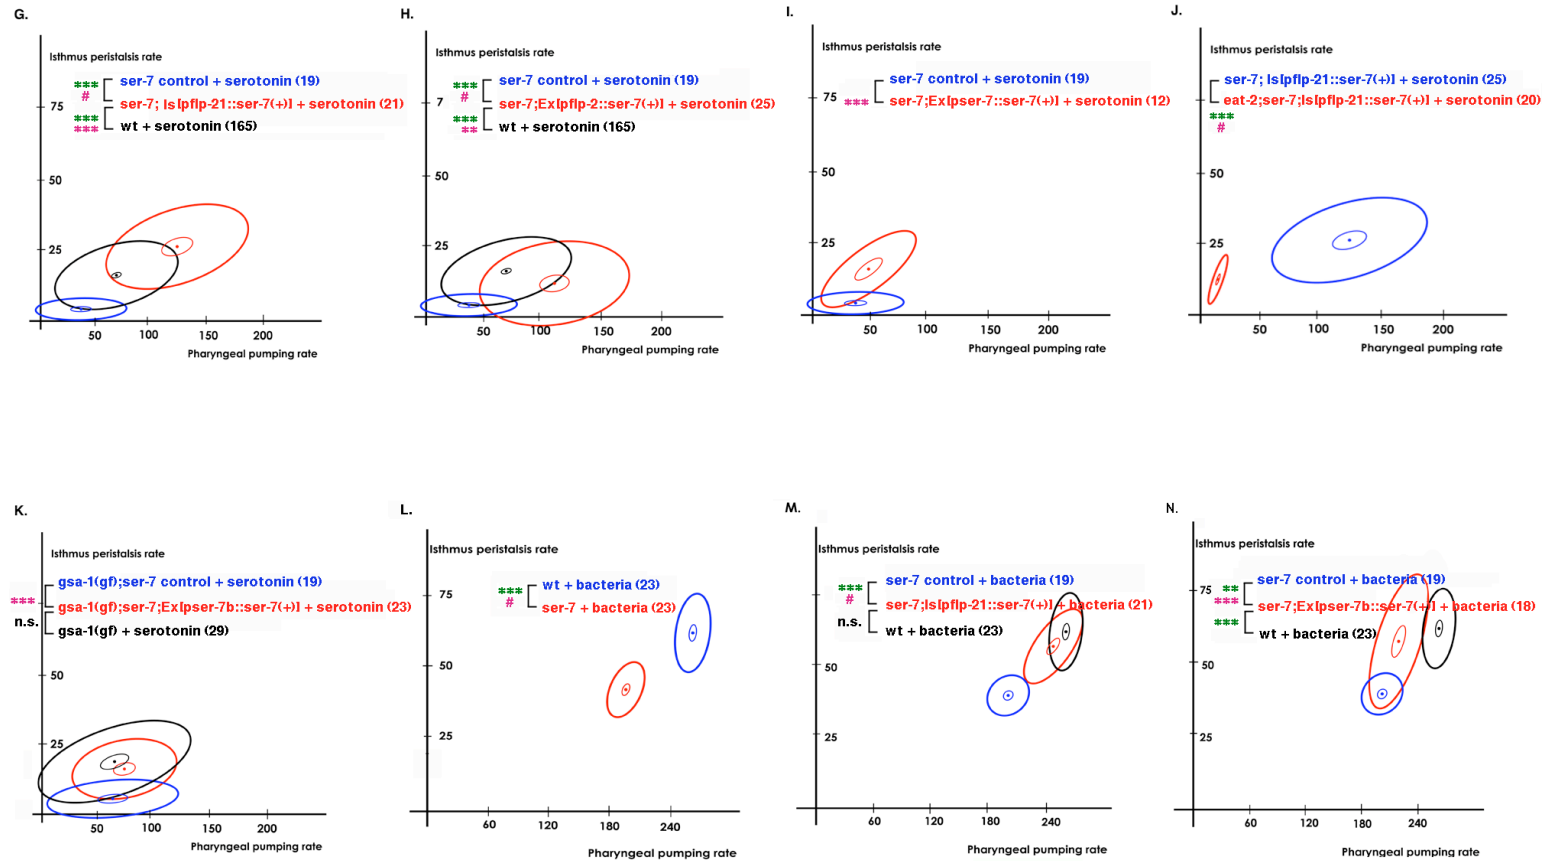 G.
Isthmus peristalsis rate
*** ser-7 control + serotonin (19)
#
ser-7; Is[pflp-21::ser-7(+)] + serotonin (21)
***
*** wt + serotonin (165)
75
50
25
50 100 150 200
Pharyngeal pumping rate
H.
Isthmus peristalsis rate
*** ser-7 control + serotonin (19)
#
7 ser-7;Ex[pflp-2::ser-7(+)] + serotonin (25)
***
** wt + serotonin (165)
50
25
50 100 150 200
Pharyngeal pumping rate
I.
Isthmus peristalsis rate
ser-7 control + serotonin (19)
75 *** ser-7;Ex[pser-7::ser-7(+)] + serotonin (12)
50
25
50 100 150 200
Pharyngeal pumping rate
J.
Isthmus peristalsis rate
ser-7; Is[pflp-21::ser-7(+)] + serotonin (25)
eat-2;ser-7;Is[pflp-21::ser-7(+)] + serotonin (20)
***
#
50
25
50 100 150 200
Pharyngeal pumping rate
K.
Isthmus peristalsis rate
gsa-1(gf);ser-7 control + serotonin (19)
*** gsa-1(gf);ser-7;Ex[pser-7b::ser-7(+)] + serotonin (23)
n.s.
gsa-1(gf) + serotonin (29)
50
25
50 100 150 200
Pharyngeal pumping rate
L.
Isthmus peristalsis rate
*** wt + bacteria (23)
# ser-7 + bacteria (23)
75
50
25
60 120 180 240
Pharyngeal pumping rate
M.
Isthmus peristalsis rate
*** ser-7 control + bacteria (19)
#
ser-7;Is[pflp-21::ser-7(+)] + bacteria (21)
n.s.
wt + bacteria (23)
50
25
60 120 180 240
Pharyngeal pumping rate
N.
Isthmus peristalsis rate
75 ** ser-7 control + bacteria (19)
***
ser-7;Ex[pser-7b::ser-7(+)] + bacteria (18)
***
wt + bacteria (23)
50
25
60 120 180 240
Pharyngeal pumping rate